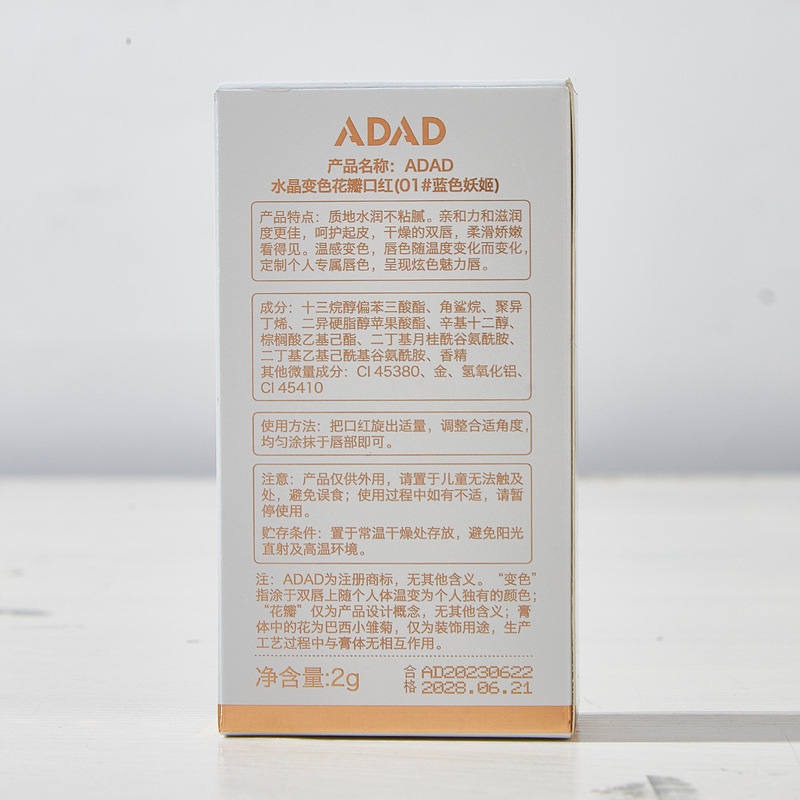 ADAD
产品名称：ADAD
水晶变色花瓣口红(01#蓝色妖姬)
产品特点：质地水润不粘腻。亲和力和滋润
度更佳，呵护起皮，干燥的双唇，柔滑娇嫩
看得见。温感变色，唇色随温度变化而变化，
定制个人专属唇色，呈现炫色魅力唇。
成分：十三烷醇偏苯三酸酯、角鲨烷、聚异
丁烯、二异硬脂醇苹果酸酯、辛基十二醇、
棕榈酸乙基己酯、二丁基月桂酰谷氨酰胺、
二丁基乙基己酰基谷氨酰胺、香精
其他微量成分：CI 45380、金、氢氧化铝、
CI 45410
使用方法：把口红旋出适量，调整合适角度，
均匀涂抹于唇部即可。
注意：产品仅供外用，请置于儿童无法触及
处，避免误食；使用过程中如有不适，请暂
停使用。
贮存条件：置于常温干燥处存放，避免阳光
直射及高温环境。
注：ADAD为注册商标，无其他含义。“变色”
指涂于双唇上随个人体温变为个人独有的颜色；
“花瓣”仅为产品设计概念，无其他含义；膏
体中的花为巴西小雏菊，仅为装饰用途，生产
工艺过程中与膏体无相互作用。
净含量:2g
合格 AD20230622
2028.06.21